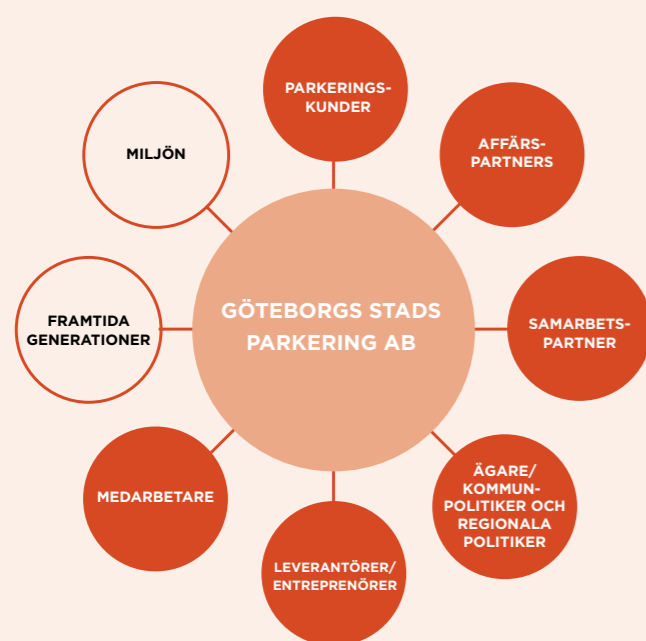 PARKERINGS-
KUNDER
AFFÄRS-
PARTNERS
SAMARBETS-
PARTNER
ÄGARE/
KOMMUN-
POLITIKER OCH
REGIONALA
POLITIKER
LEVERANTÖRER/
ENTREPRENÖRER
MEDARBETARE
FRAMTIDA
GENERATIONER
MILJÖN
GÖTEBORGS STADS
PARKERING AB